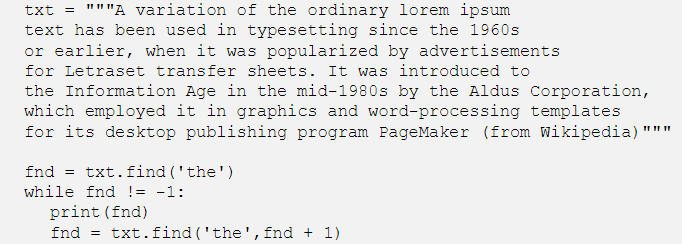 txt = """A variation of the ordinary lorem ipsum
text has been used in typesetting since the 1960s
or earlier, when it was popularized by advertisements
for Letraset transfer sheets. It was introduced to
the Information Age in the mid-1980s by the Aldus Corporation,
which employed it in graphics and word-processing templates
for its desktop publishing program PageMaker (from Wikipedia)"""

fnd = txt.find('the')
while fnd != -1:
   print(fnd)
   fnd = txt.find('the',fnd + 1)